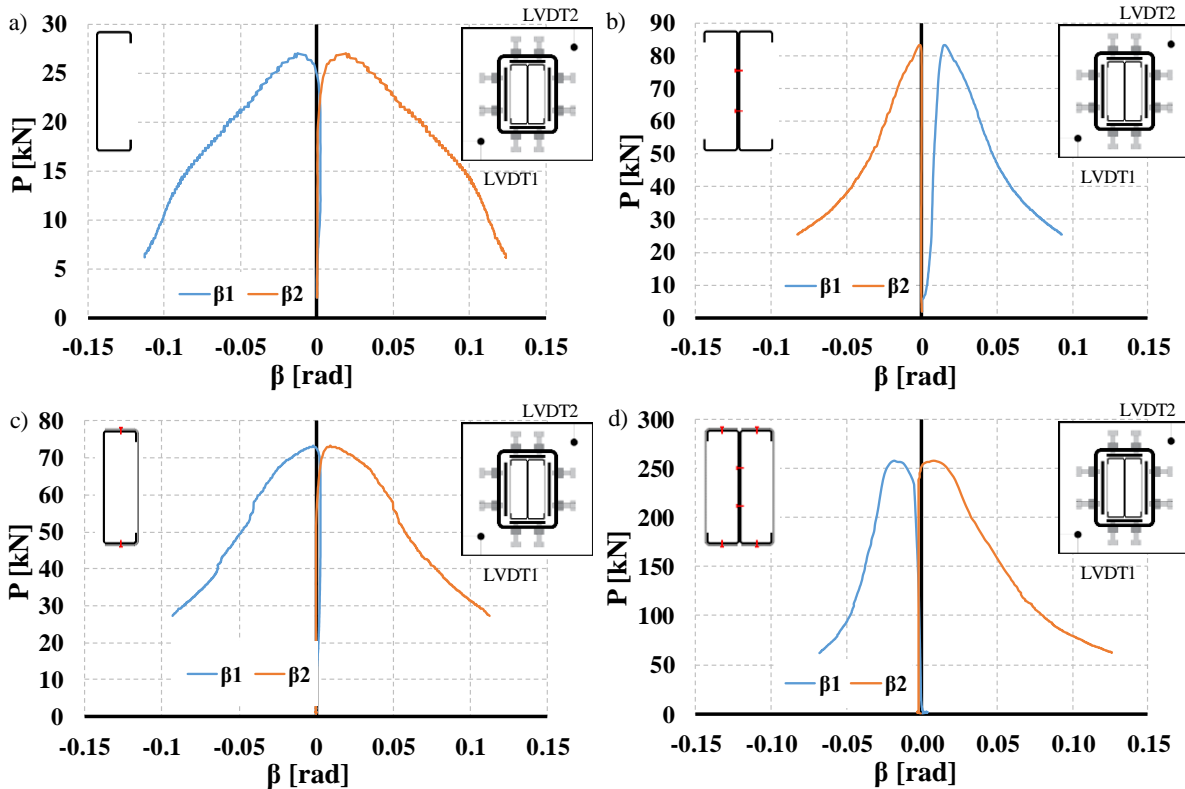 a)
LVDT2
30
25
20
15
10
5
0
P [kN]
β1 β2
LVDT1
-0.15 -0.1 -0.05 0 0.05 0.1 0.15
β [rad]
b)
LVDT2
90
80
70
60
50
40
30
20
10
0
P [kN]
β1 β2
LVDT1
-0.15 -0.10 -0.05 0.00 0.05 0.10 0.15
β [rad]
c)
LVDT2
80
70
60
50
40
30
20
10
0
P [kN]
β1 β2
LVDT1
-0.15 -0.1 -0.05 0 0.05 0.1 0.15
β [rad]
d)
LVDT2
300
250
200
150
100
50
0
P [kN]
β1 β2
LVDT1
-0.15 -0.10 -0.05 0.00 0.05 0.10 0.15
β [rad]